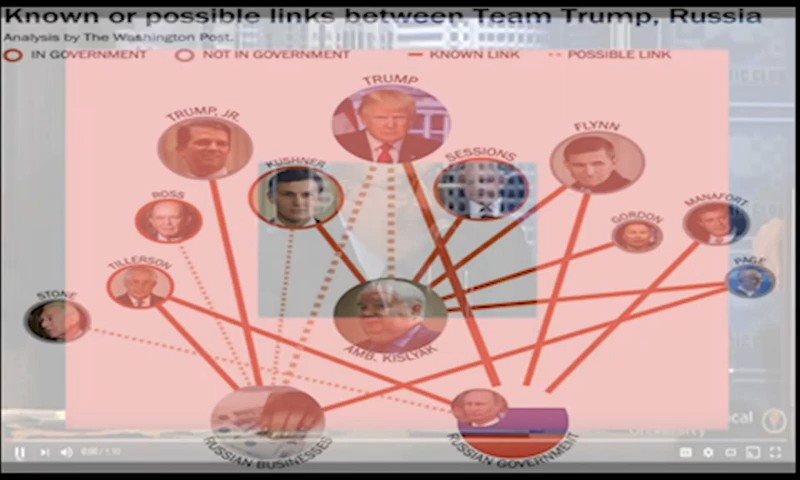 Known or possible links between Team Trump, Russia
Analysis by The Washington Post.
IN GOVERNMENT NOT IN GOVERNMENT KNOWN LINK POSSIBLE LINK
TRUMP
TRUMP, JR.
FLYNN
KUSHNER
SESSIONS
ROSS
GORDON
MANAFORT
TILLERSON
PAGE
STONE
AMB. KISLYAK
RUSSIAN BUSINESSES
RUSSIAN GOVERNMENT